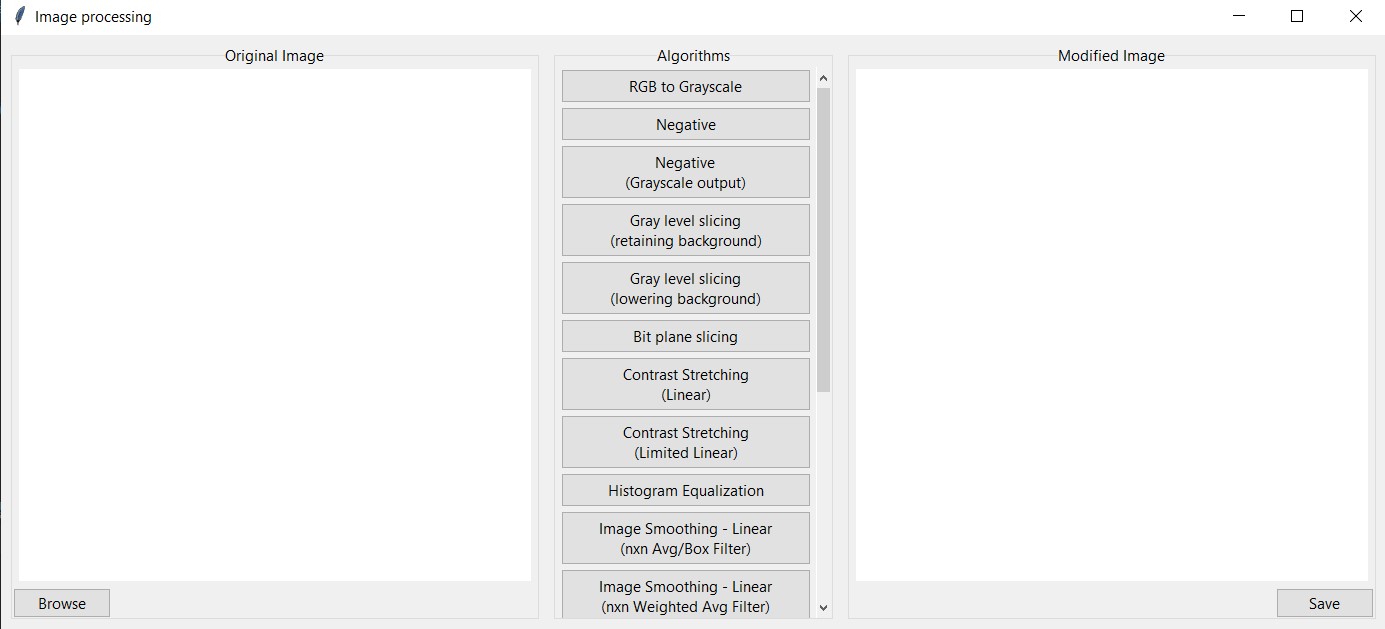 Image processing
Original Image
Browse
Algorithms
RGB to Grayscale
Negative
Negative
(Grayscale output)
Gray level slicing
(retaining background)
Gray level slicing
(lowering background)
Bit plane slicing
Contrast Stretching
(Linear)
Contrast Stretching
(Limited Linear)
Histogram Equalization
Image Smoothing - Linear
(nxn Avg/Box Filter)
Image Smoothing - Linear
(nxn Weighted Avg Filter)
Modified Image
Save